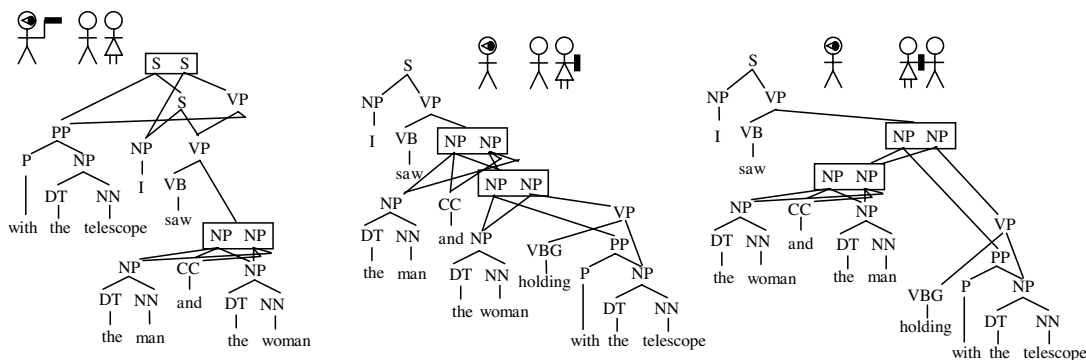 S S
S VP
PP NP VP
P NP I VB
DT NN saw
with the telescope
NP NP
NP CC NP
DT NN and DT NN
the man the woman
S
NP VP
I VB
saw
NP NP
NP NP
NP CC VP
DT NN and NP VBG PP
the man DT NN holding P NP
the woman DT NN
with the telescope
S
NP VP
I VB
saw
NP NP
NP NP
NP CC NP VP
DT NN and DT NN PP
the woman the man VBG P NP
holding DT NN
with the telescope